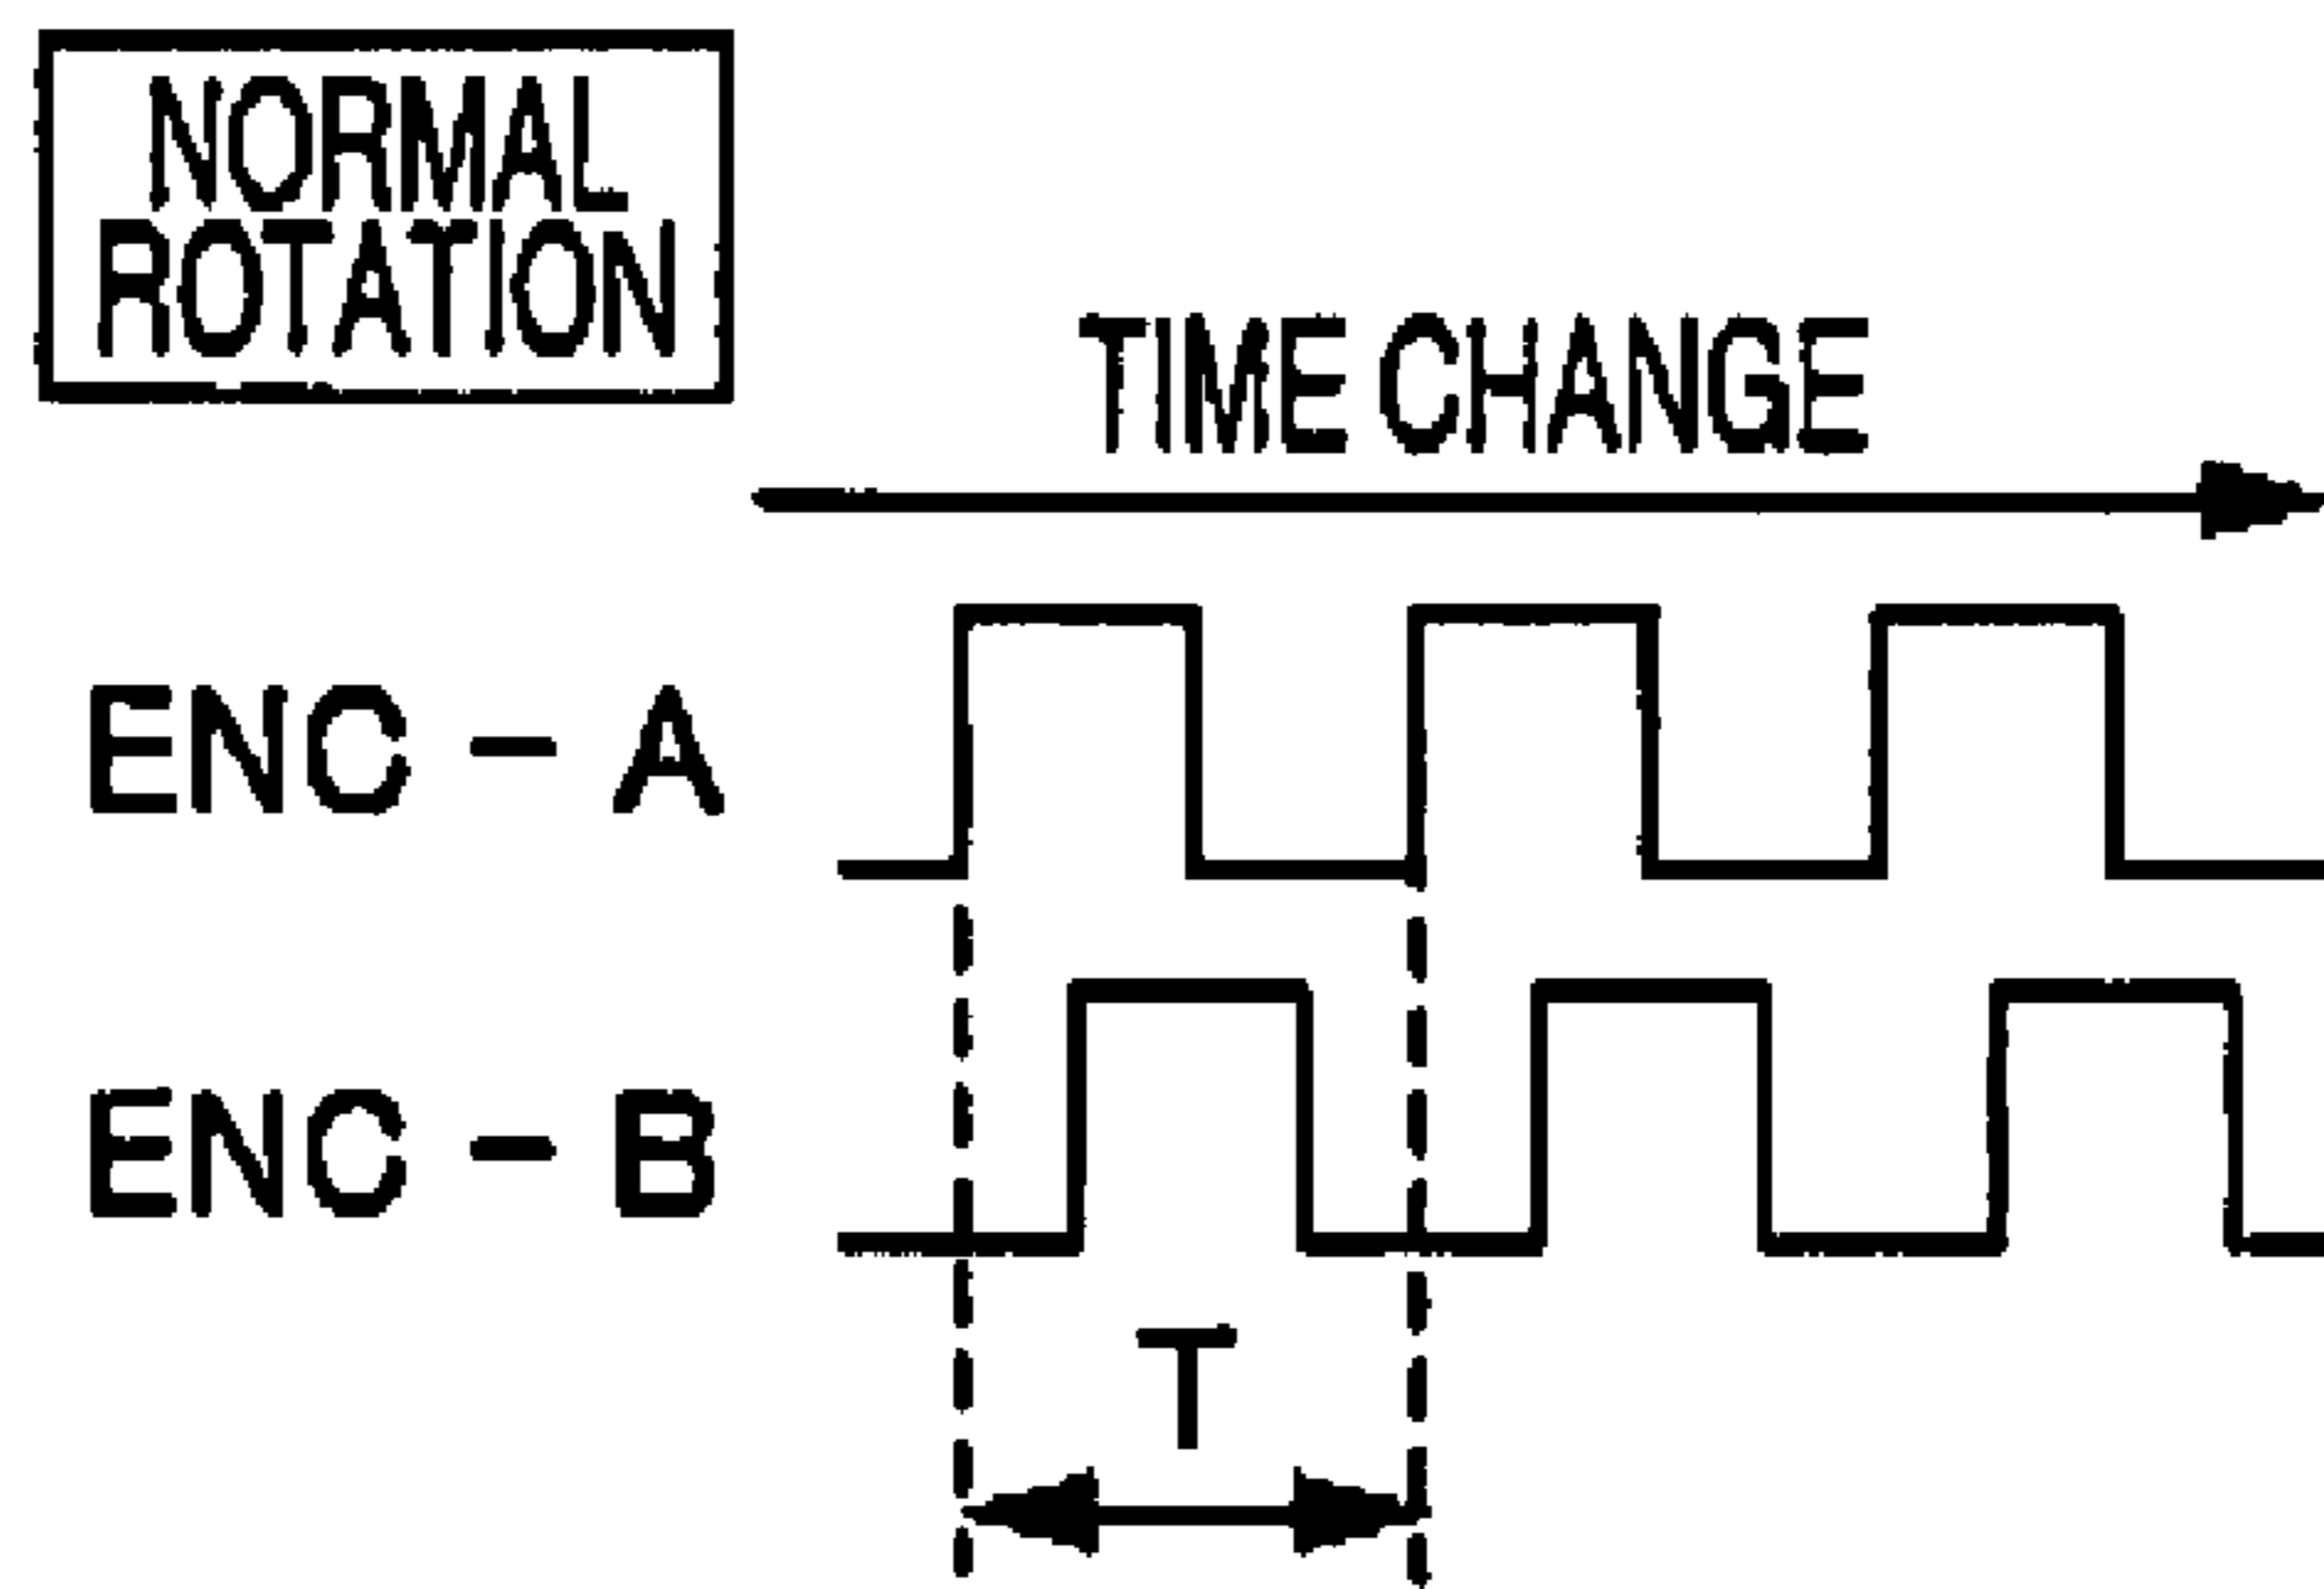 NORMAL
ROTATION
TIME CHANGE
ENC - A
ENC - B
T